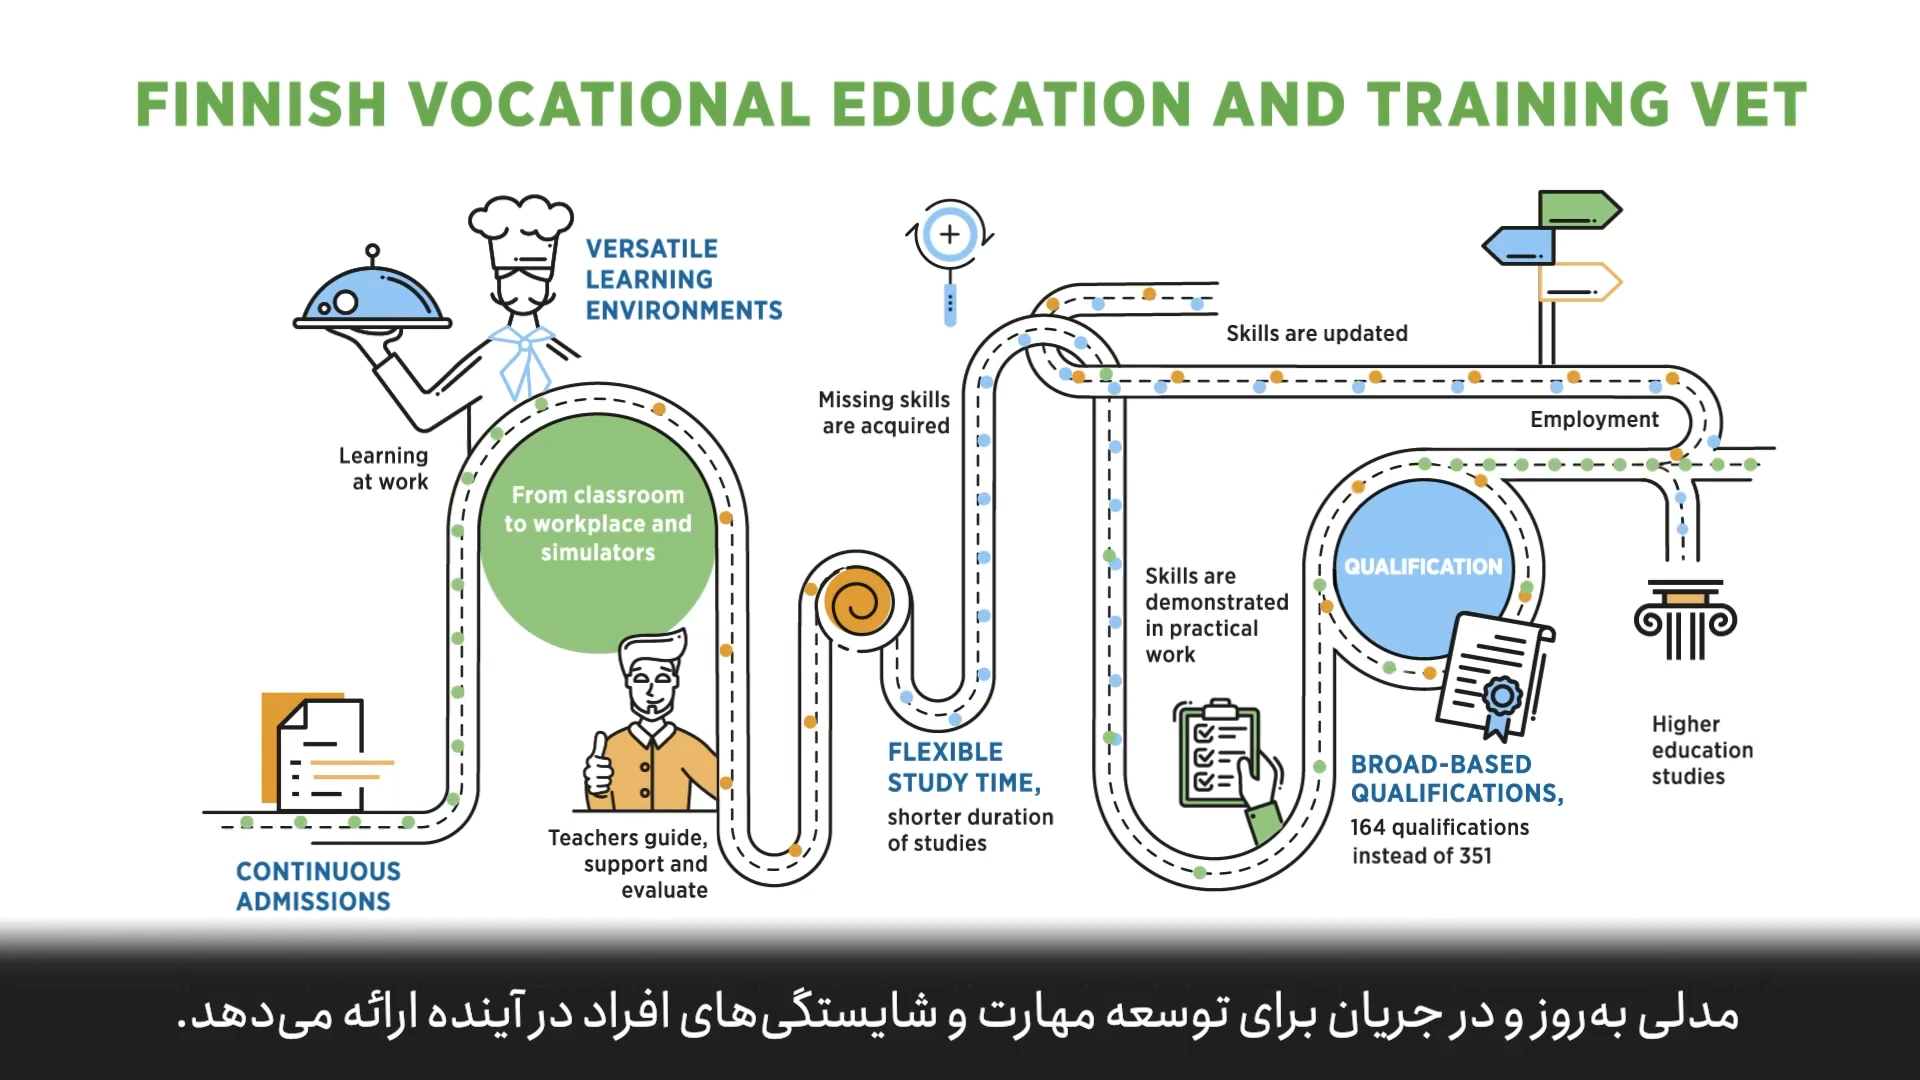 FINNISH VOCATIONAL EDUCATION AND TRAINING VET
VERSATILE
LEARNING
ENVIRONMENTS
Learning
at work
From classroom
to workplace and
simulators
CONTINUOUS
ADMISSIONS
Teachers guide,
support and
evaluate
Missing skills
are acquired
FLEXIBLE
STUDY TIME,
shorter duration
of studies
Skills are updated
Skills are
demonstrated
in practical
work
Employment
QUALIFICATION
BROAD-BASED
QUALIFICATIONS,
164 qualifications
instead of 351
Higher
education
studies
مدلی به‌روز و در جریان برای توسعه مهارت و شایستگی‌های افراد در آینده ارائه می‌دهد.